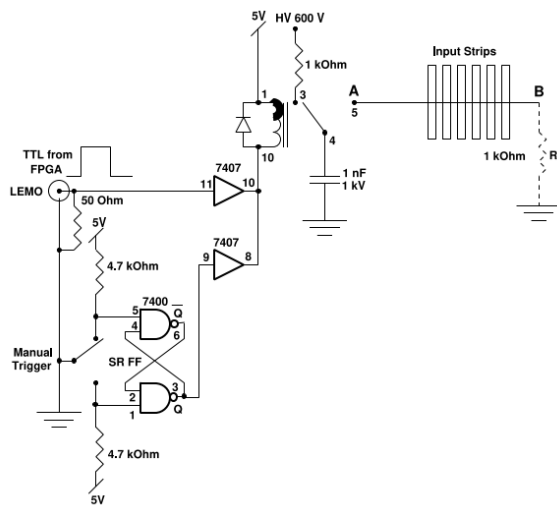 5V
HV 600 V
1 kOhm
Input Strips
1
3
A
B
5
4
10
TTL from
FPGA
LEMO
7407
11
10
1 nF
1 kV
1 kOhm
R
50 Ohm
5V
7407
9
8
4.7 kOhm
7400
Q
5
4
6
Manual
Trigger
SR FF
2
3
1
Q
4.7 kOhm
5V